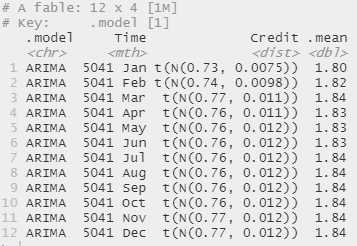 # A fable: 12 x 4 [1M]
# Key: .model [1]
.model Time Credit .mean
<chr> <mth> <dist> <dbl>
1 ARIMA 5041 Jan t(N(0.73, 0.0075)) 1.80
2 ARIMA 5041 Feb t(N(0.74, 0.0098)) 1.82
3 ARIMA 5041 Mar t(N(0.77, 0.011)) 1.84
4 ARIMA 5041 Apr t(N(0.76, 0.011)) 1.83
5 ARIMA 5041 May t(N(0.76, 0.012)) 1.83
6 ARIMA 5041 Jun t(N(0.76, 0.012)) 1.83
7 ARIMA 5041 Jul t(N(0.76, 0.012)) 1.84
8 ARIMA 5041 Aug t(N(0.76, 0.012)) 1.84
9 ARIMA 5041 Sep t(N(0.76, 0.012)) 1.84
10 ARIMA 5041 Oct t(N(0.76, 0.012)) 1.84
11 ARIMA 5041 Nov t(N(0.77, 0.012)) 1.84
12 ARIMA 5041 Dec t(N(0.77, 0.012)) 1.84